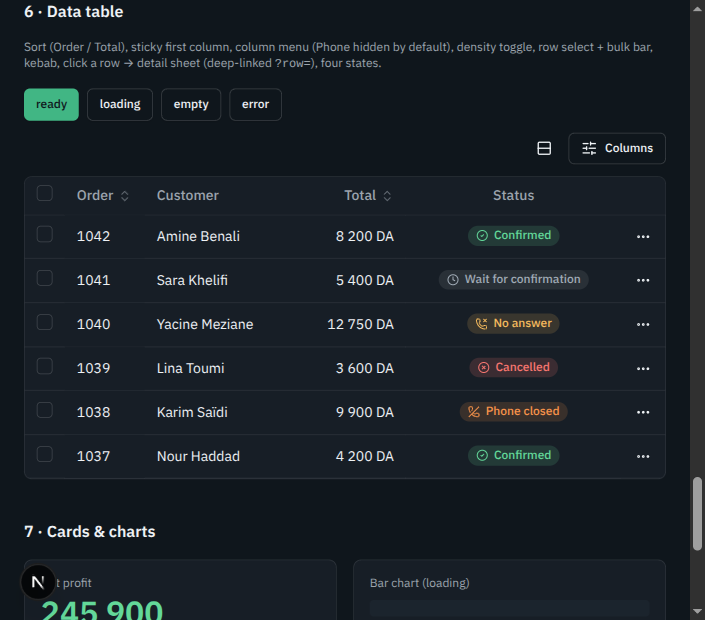 6 · Data table
Sort (Order / Total), sticky first column, column menu (Phone hidden by default), density toggle, row select + bulk bar,
kebab, click a row → detail sheet (deep-linked ?row=), four states.
ready loading empty error
Columns
Order Customer Total Status
1042 Amine Benali 8 200 DA Confirmed
1041 Sara Khelifi 5 400 DA Wait for confirmation
1040 Yacine Meziane 12 750 DA No answer
1039 Lina Toumi 3 600 DA Cancelled
1038 Karim Saïdi 9 900 DA Phone closed
1037 Nour Haddad 4 200 DA Confirmed
7 · Cards & charts
N
t profit Bar chart (loading)
245 900